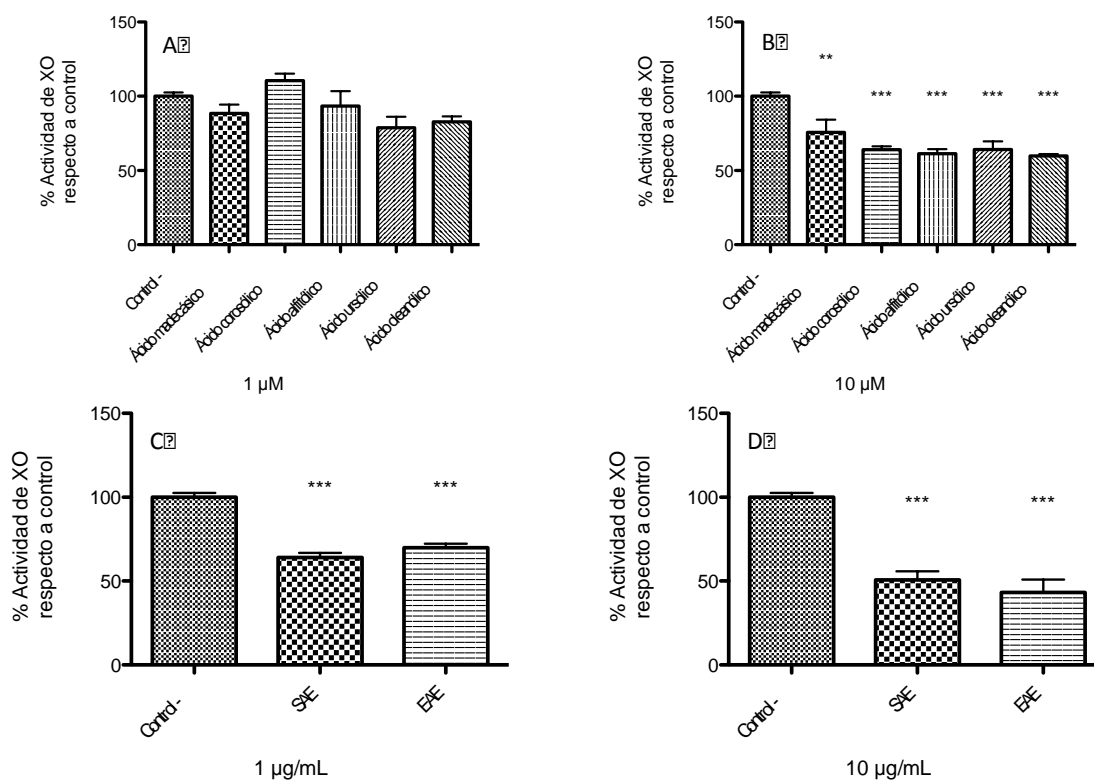 A⍰
% Actividad de XO
respecto a control
150
100
50
0
Control -
Ácido madecásico
Ácido corosólico
Ácido alfitólico
Ácido ursólico
Ácido oleanólico
1 µM
B⍰
% Actividad de XO
respecto a control
150
100
50
0
**
***
***
***
***
Control -
Ácido madecásico
Ácido corosólico
Ácido alfitólico
Ácido ursólico
Ácido oleanólico
10 µM
C⍰
% Actividad de XO
respecto a control
150
100
50
0
***
***
Control -
SAE
EAE
1 µg/mL
D⍰
% Actividad de XO
respecto a control
150
100
50
0
***
***
Control -
SAE
EAE
10 µg/mL